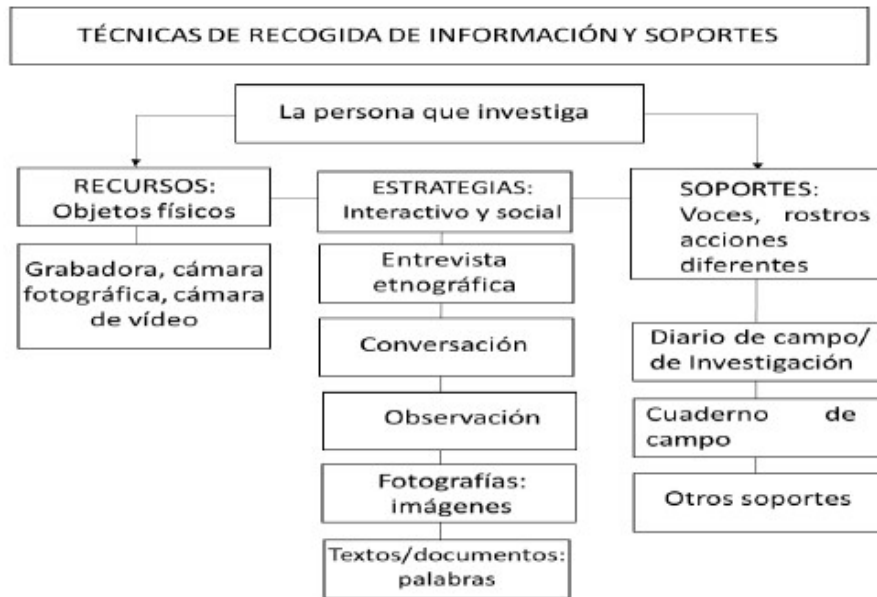 TÉCNICAS DE RECOGIDA DE INFORMACIÓN Y SOPORTES
La persona que investiga
RECURSOS:
Objetos físicos
Grabadora, cámara
fotográfica, cámara
de vídeo
ESTRATEGIAS:
Interactivo y social
Entrevista
etnográfica
Conversación
Observación
Fotografías:
imágenes
Textos/documentos:
palabras
SOPORTES:
Voces, rostros
acciones
diferentes
Diario de campo/
de Investigación
Cuaderno de
campo
Otros soportes